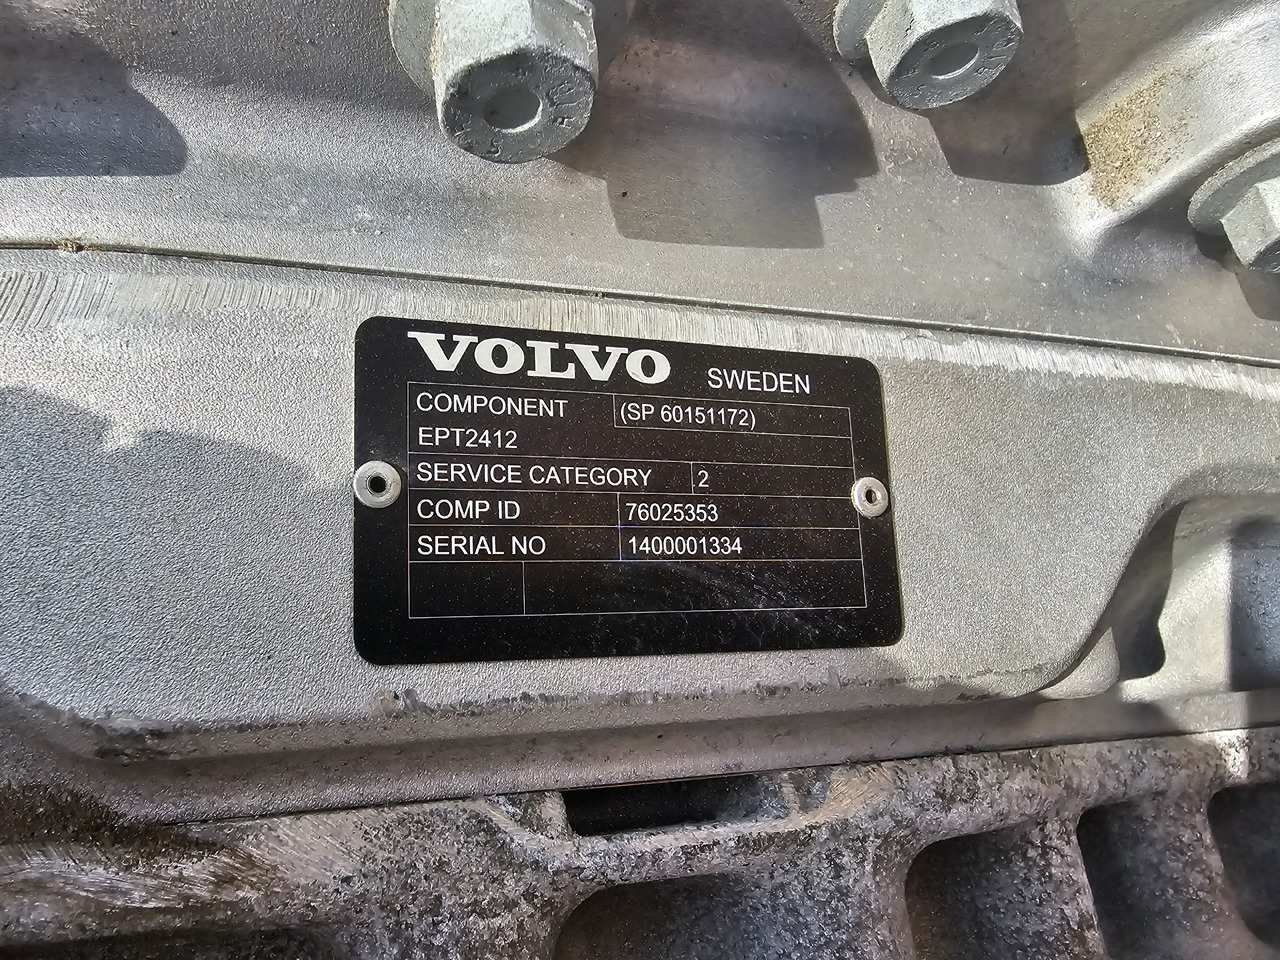 VOLVO SWEDEN
COMPONENT (SP 60151172)
EPT2412
SERVICE CATEGORY 2
COMP ID 76025353
SERIAL NO 1400001334